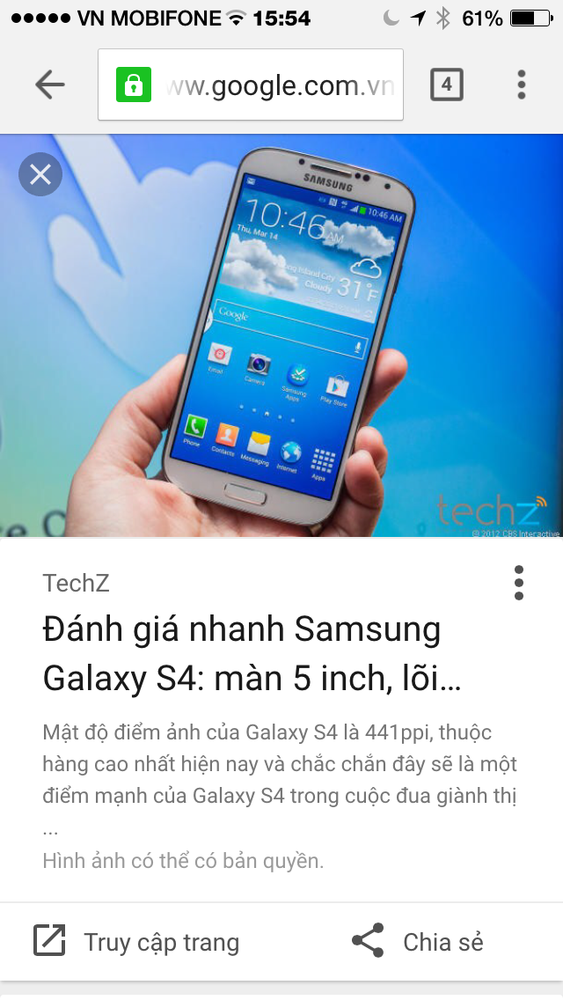 VN MOBIFONE 15:54 61%
ww.google.com.vn
4
SAMSUNG
10:46 AM
10:46 AM
Thu, Mar 14
Long Island City
Cloudy 31°F
Google
Email
Camera
Samsung Apps
Play Store
Phone
Contacts
Messaging
Internet
Apps
techz
© 2012 CBS Interactive
TechZ
Đánh giá nhanh Samsung
Galaxy S4: màn 5 inch, lõi...
Mật độ điểm ảnh của Galaxy S4 là 441ppi, thuộc
hàng cao nhất hiện nay và chắc chắn đây sẽ là một
điểm mạnh của Galaxy S4 trong cuộc đua giành thị
...
Hình ảnh có thể có bản quyền.
Truy cập trang
Chia sẻ